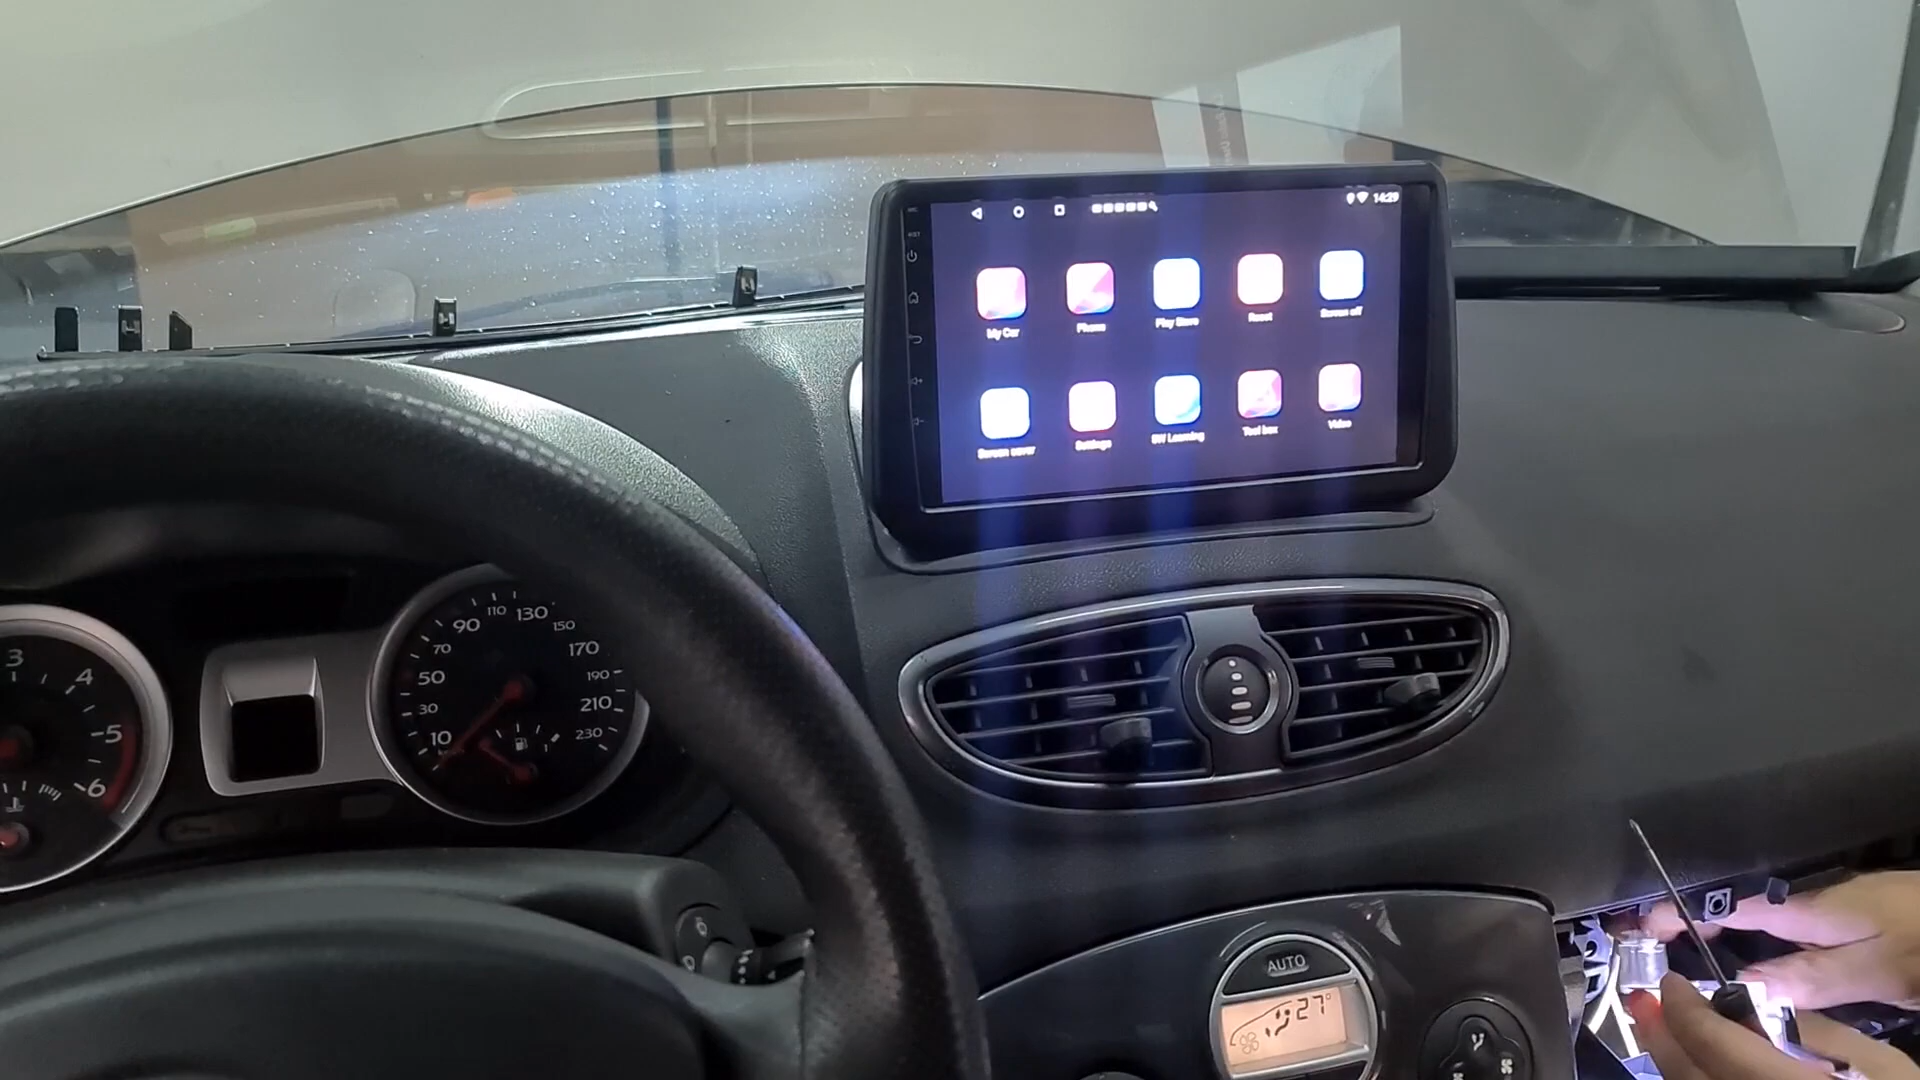 14:29
My Car
Phone
Play Store
Reset
Screen off
Screen saver
Settings
SW Learning
Tool box
Video
RST
3
4
5
6
10
30
50
70
90
110
130
150
170
190
210
230
AUTO
27°